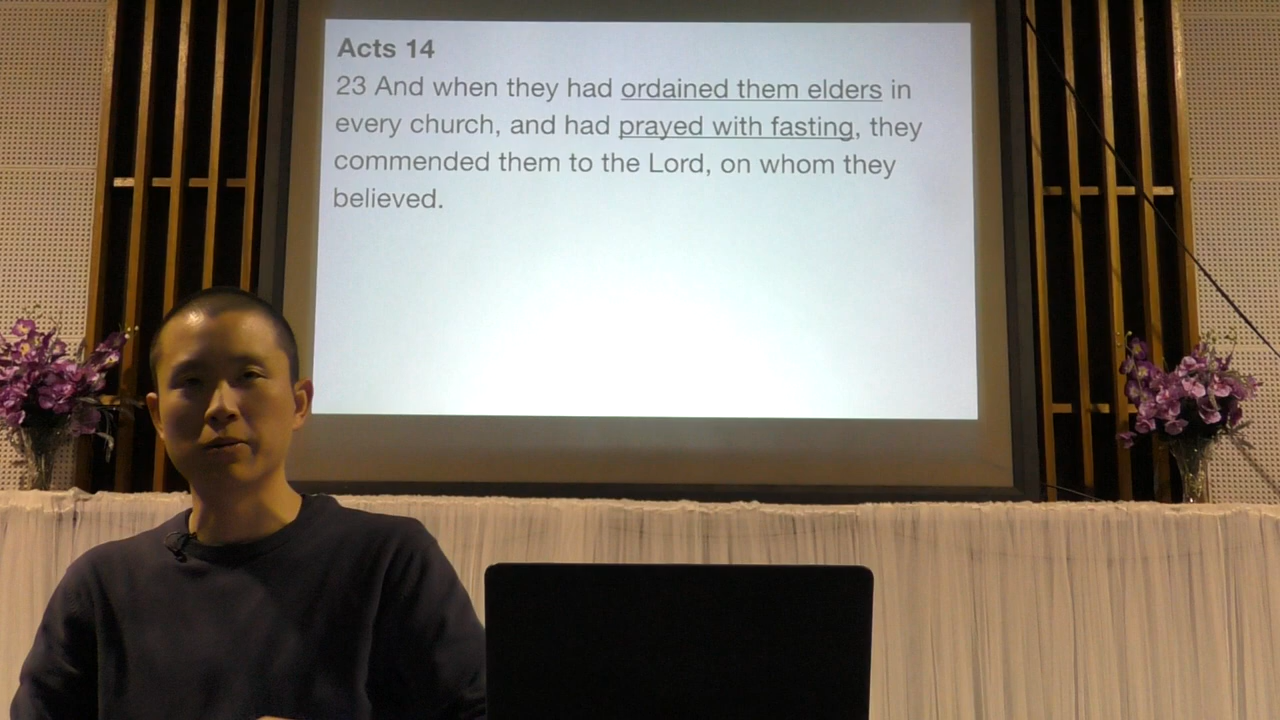 Acts 14
23 And when they had ordained them elders in
every church, and had prayed with fasting, they
commended them to the Lord, on whom they
believed.